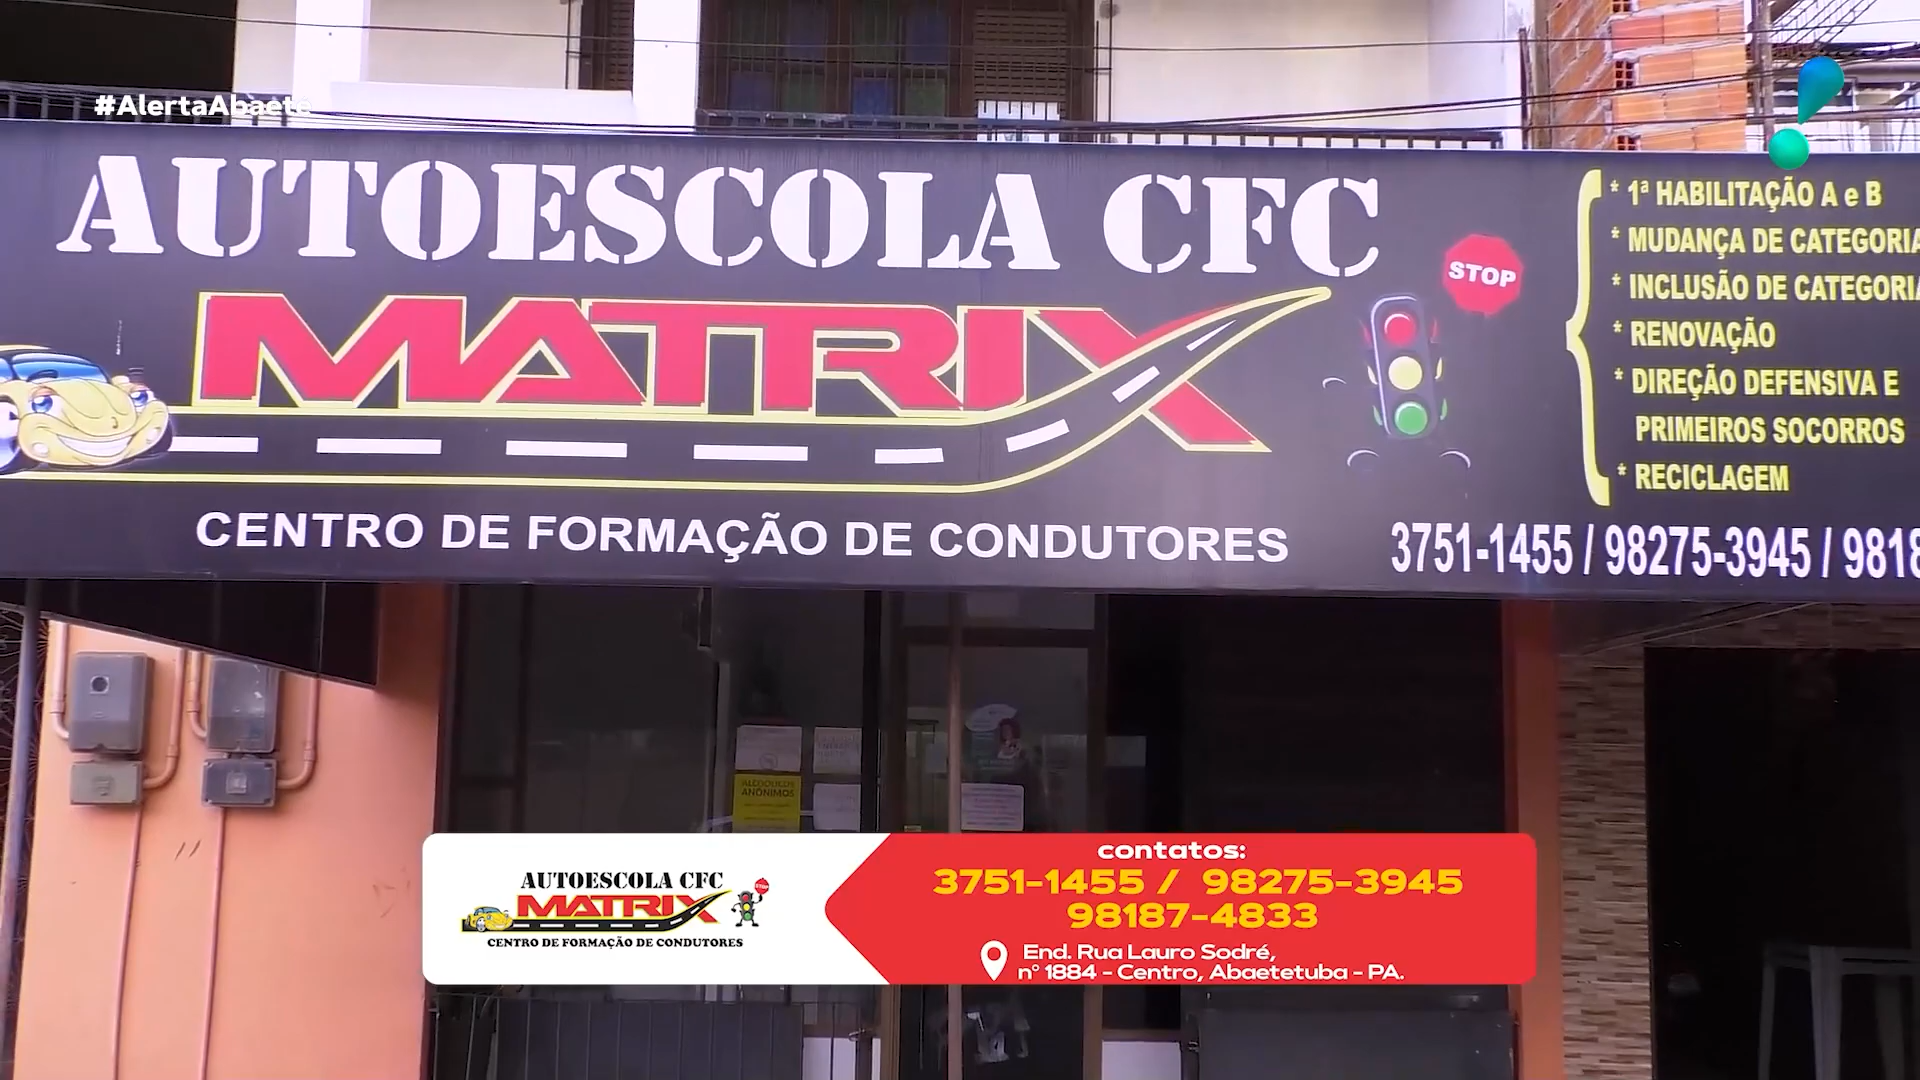 #AlertaAbaeté
AUTOESCOLA CFC
MATRIX
CENTRO DE FORMAÇÃO DE CONDUTORES
STOP
* 1ª HABILITAÇÃO A e B
* MUDANÇA DE CATEGORIA
* INCLUSÃO DE CATEGORIA
* RENOVAÇÃO
* DIREÇÃO DEFENSIVA E
PRIMEIROS SOCORROS
* RECICLAGEM
3751-1455 / 98275-3945 / 9818
ALCOÓLICOS
ANÔNIMOS
AUTOESCOLA CFC
MATRIX
STOP
CENTRO DE FORMAÇÃO DE CONDUTORES
contatos:
3751-1455 / 98275-3945
98187-4833
End. Rua Lauro Sodré,
nº 1884 - Centro, Abaetetuba - PA.